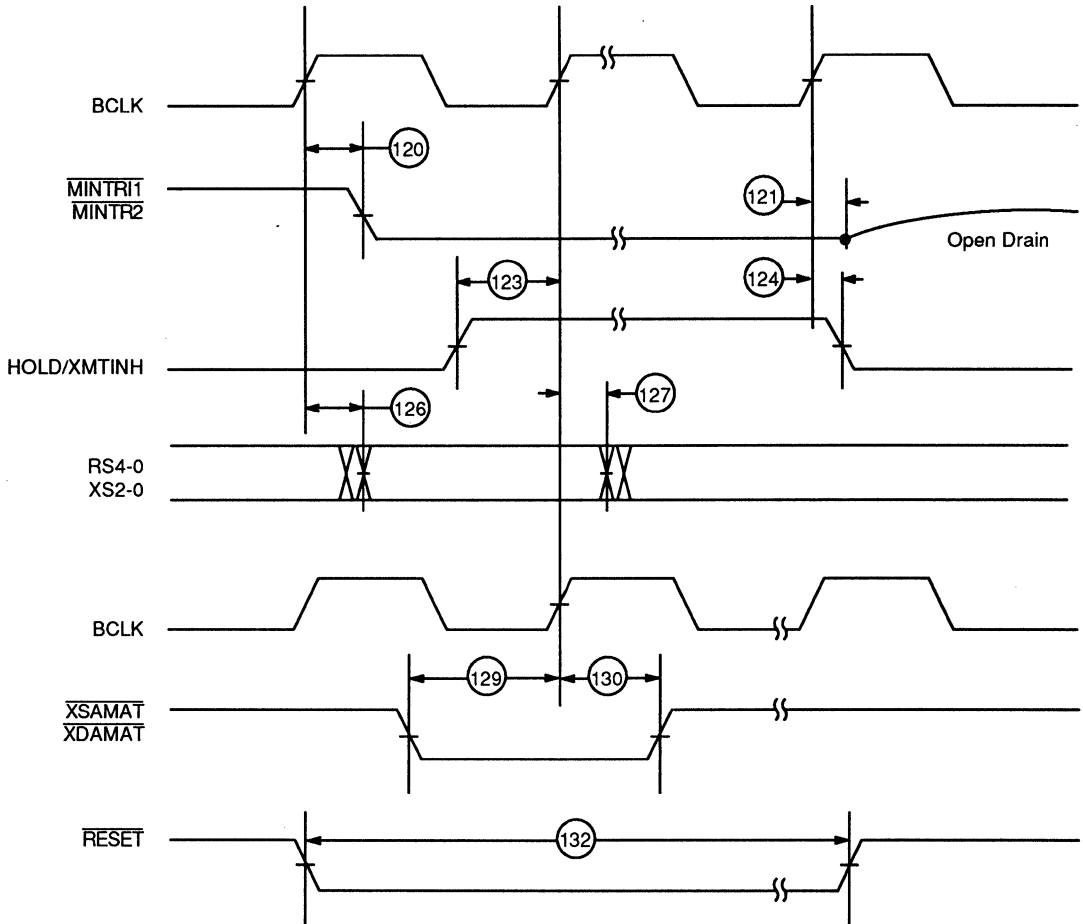 BCLK
120
MINTRI1
MINTR2
121
Open Drain
123
124
HOLD/XMTINH
126
127
RS4-0
XS2-0
BCLK
129
130
XSAMAT
XDAMAT
RESET
132